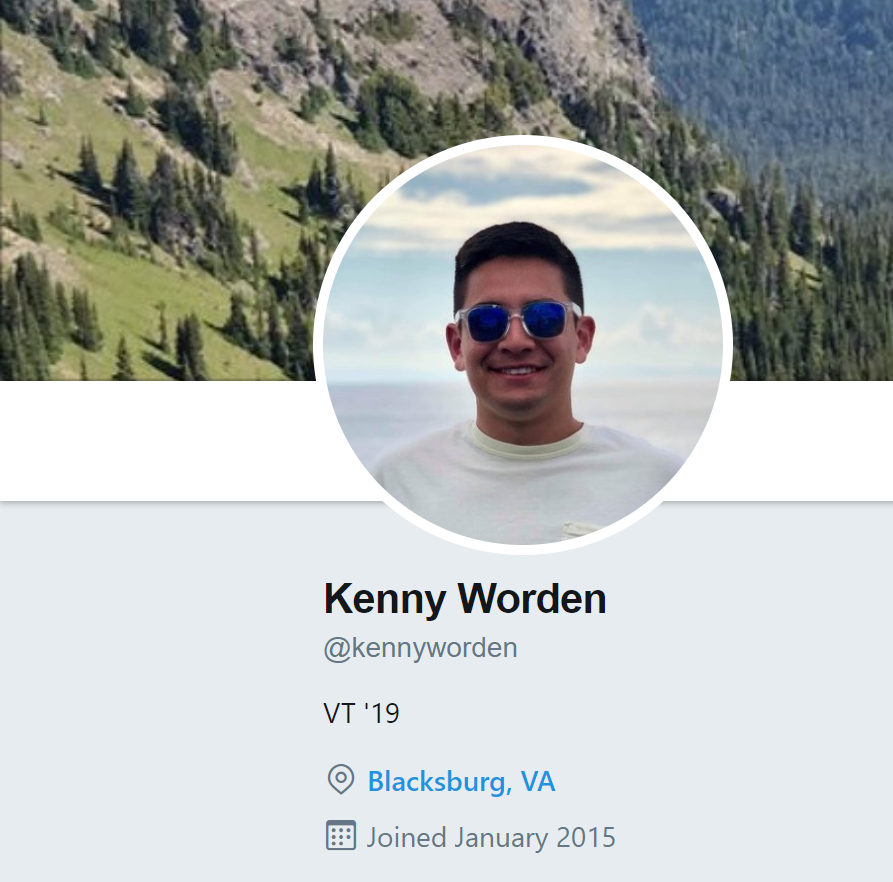 Kenny Worden
@kennyworden
VT '19
Blacksburg, VA
Joined January 2015